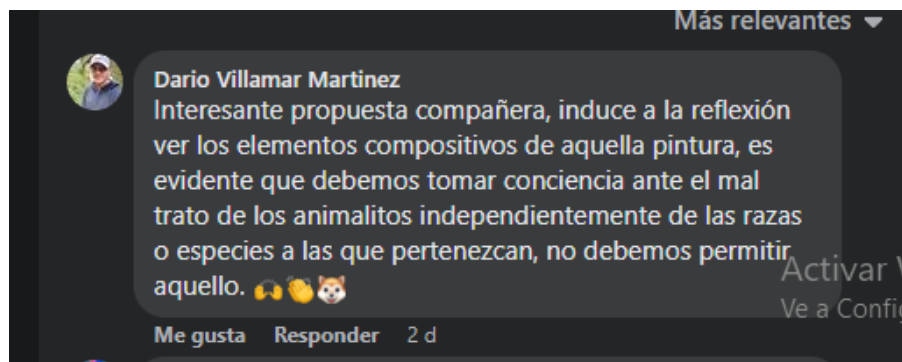 Más relevantes
Dario Villamar Martinez
Interesante propuesta compañera, induce a la reflexión
ver los elementos compositivos de aquella pintura, es
evidente que debemos tomar conciencia ante el mal
trato de los animalitos independientemente de las razas
o especies a las que pertenezcan, no debemos permitir
aquello. 🙌👏🐺
Activar
Ve a Config
Me gusta Responder 2 d